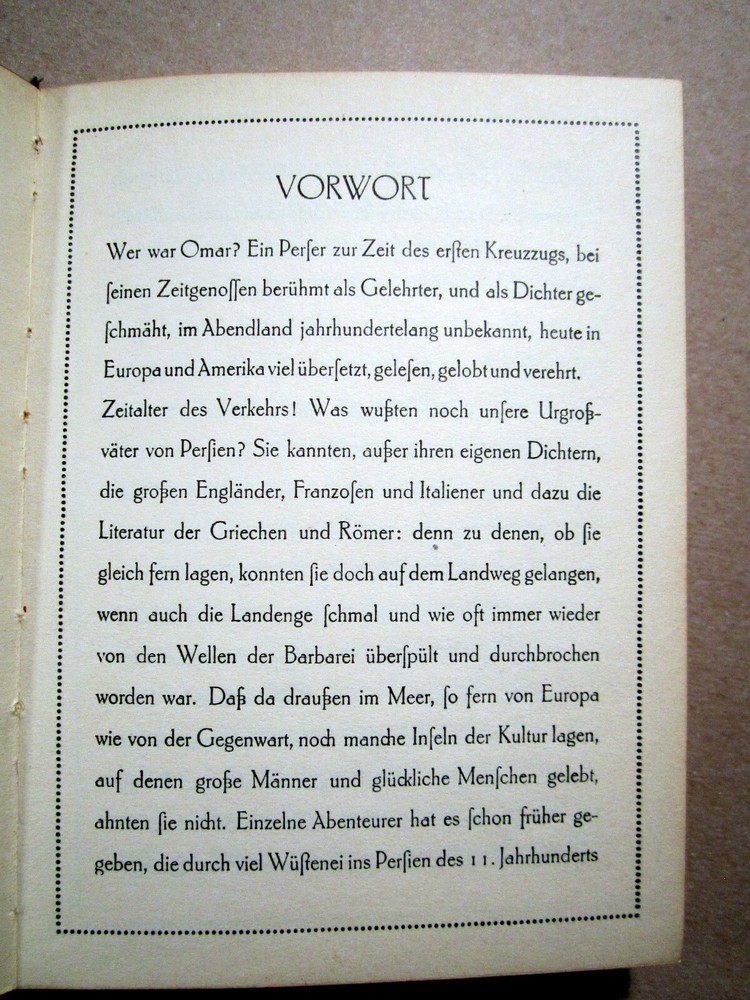 VORWORT
Wer war Omar? Ein Perſer zur Zeit des erſten Kreuzzugs, bei
ſeinen Zeitgenoſſen berühmt als Gelehrter, und als Dichter ge-
ſchmäht, im Abendland jahrhundertelang unbekannt, heute in
Europa und Amerika viel überſetzt, geleſen, gelobt und verehrt.
Zeitalter des Verkehrs! Was wußten noch unſere Urgroß-
väter von Perſien? Sie kannten, außer ihren eigenen Dichtern,
die großen Engländer, Franzoſen und Italiener und dazu die
Literatur der Griechen und Römer: denn zu denen, ob ſie
gleich fern lagen, konnten ſie doch auf dem Landweg gelangen,
wenn auch die Landenge ſchmal und wie oft immer wieder
von den Wellen der Barbarei überſpült und durchbrochen
worden war. Daß da draußen im Meer, ſo fern von Europa
wie von der Gegenwart, noch manche Inſeln der Kultur lagen,
auf denen große Männer und glückliche Menſchen gelebt,
ahnten ſie nicht. Einzelne Abenteurer hat es ſchon früher ge-
geben, die durch viel Wüſtenei ins Perſien des 11. Jahrhunderts